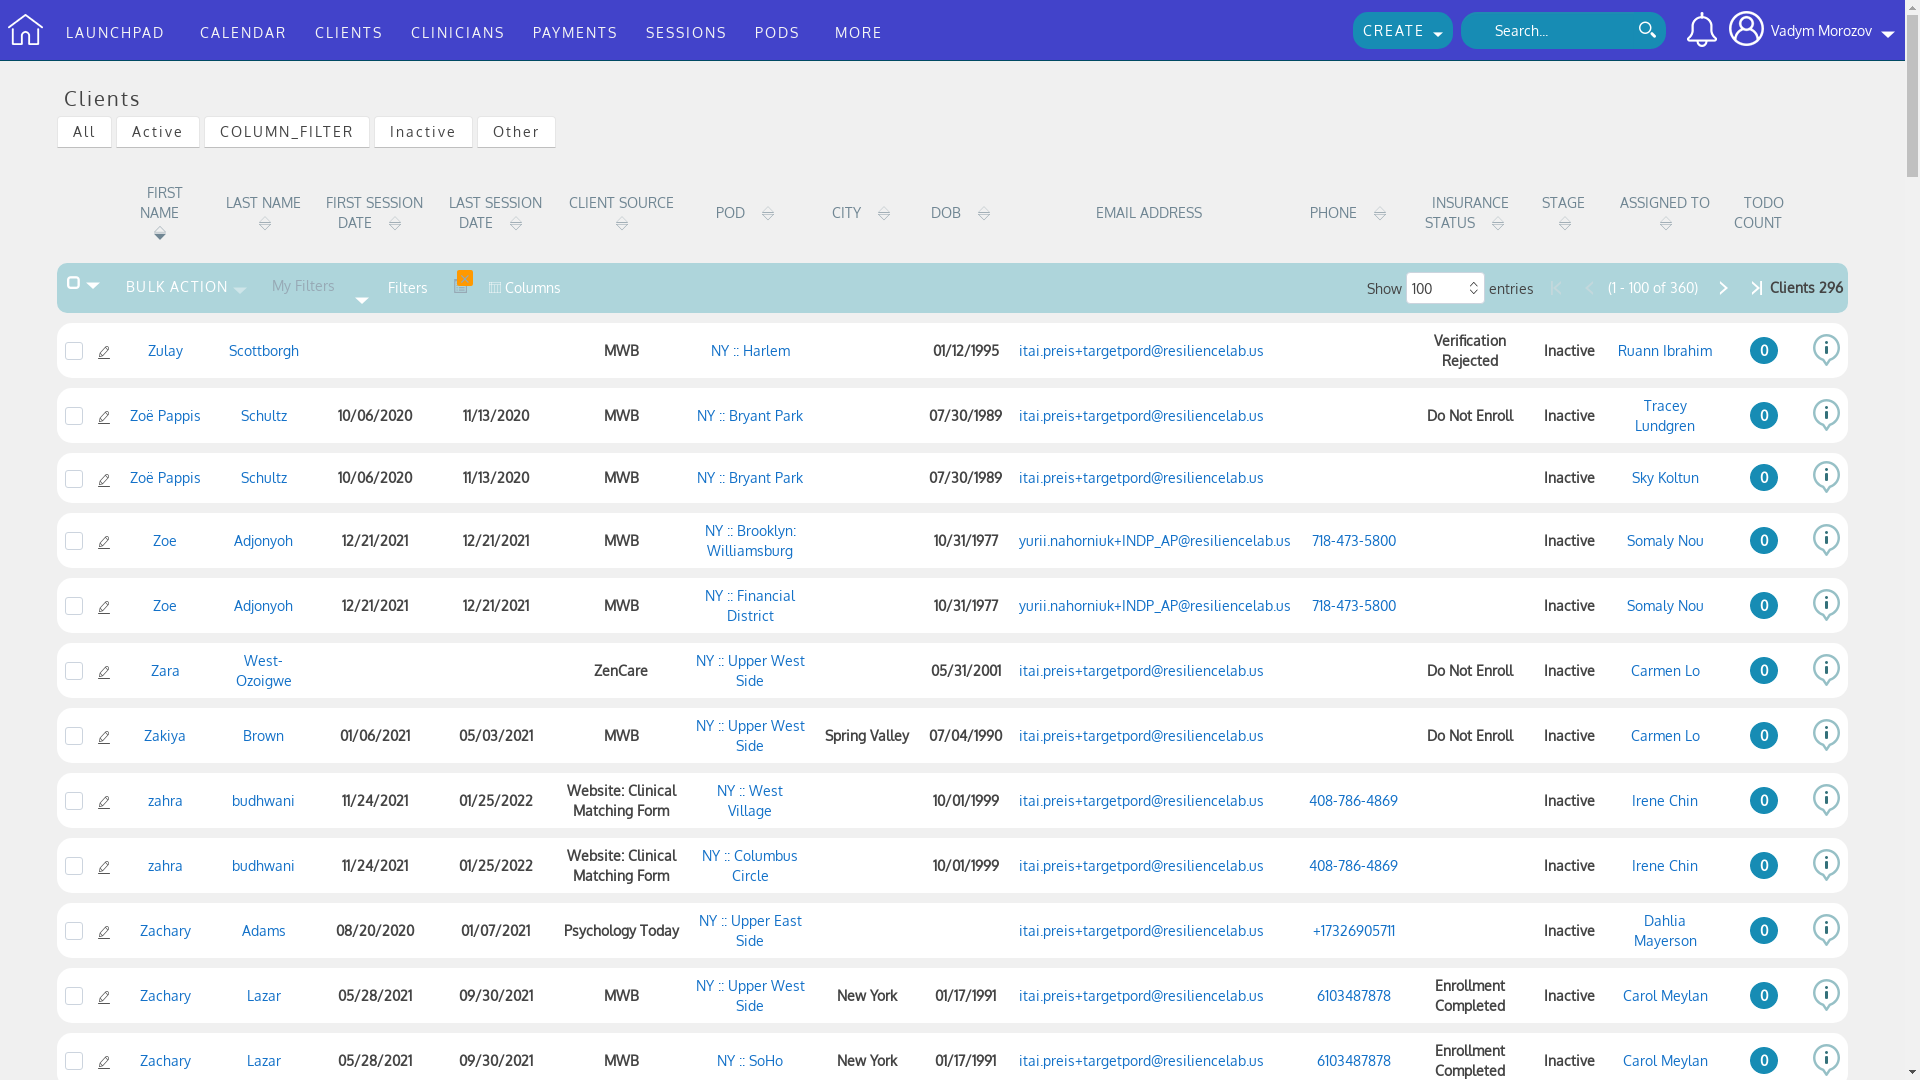 LAUNCHPAD CALENDAR CLIENTS CLINICIANS PAYMENTS SESSIONS PODS MORE CREATE Search... Vadym Morozov
Clients
All Active COLUMN_FILTER Inactive Other
FIRST NAME LAST NAME FIRST SESSION DATE LAST SESSION DATE CLIENT SOURCE POD CITY DOB EMAIL ADDRESS PHONE INSURANCE STATUS STAGE ASSIGNED TO TODO COUNT
BULK ACTION My Filters Filters Columns Show 100 entries (1 - 100 of 360) Clients 296
Zulay Scottborgh MWB NY :: Harlem 01/12/1995 itai.preis+targetpord@resiliencelab.us Verification Rejected Inactive Ruann Ibrahim 0
Zoë Pappis Schultz 10/06/2020 11/13/2020 MWB NY :: Bryant Park 07/30/1989 itai.preis+targetpord@resiliencelab.us Do Not Enroll Inactive Tracey Lundgren 0
Zoë Pappis Schultz 10/06/2020 11/13/2020 MWB NY :: Bryant Park 07/30/1989 itai.preis+targetpord@resiliencelab.us Inactive Sky Koltun 0
Zoe Adjonyoh 12/21/2021 12/21/2021 MWB NY :: Brooklyn: Williamsburg 10/31/1977 yurii.nahorniuk+INDP_AP@resiliencelab.us 718-473-5800 Inactive Somaly Nou 0
Zoe Adjonyoh 12/21/2021 12/21/2021 MWB NY :: Financial District 10/31/1977 yurii.nahorniuk+INDP_AP@resiliencelab.us 718-473-5800 Inactive Somaly Nou 0
Zara West-Ozoigwe ZenCare NY :: Upper West Side 05/31/2001 itai.preis+targetpord@resiliencelab.us Do Not Enroll Inactive Carmen Lo 0
Zakiya Brown 01/06/2021 05/03/2021 MWB NY :: Upper West Side Spring Valley 07/04/1990 itai.preis+targetpord@resiliencelab.us Do Not Enroll Inactive Carmen Lo 0
zahra budhwani 11/24/2021 01/25/2022 Website: Clinical Matching Form NY :: West Village 10/01/1999 itai.preis+targetpord@resiliencelab.us 408-786-4869 Inactive Irene Chin 0
zahra budhwani 11/24/2021 01/25/2022 Website: Clinical Matching Form NY :: Columbus Circle 10/01/1999 itai.preis+targetpord@resiliencelab.us 408-786-4869 Inactive Irene Chin 0
Zachary Adams 08/20/2020 01/07/2021 Psychology Today NY :: Upper East Side itai.preis+targetpord@resiliencelab.us +17326905711 Inactive Dahlia Mayerson 0
Zachary Lazar 05/28/2021 09/30/2021 MWB NY :: Upper West Side New York 01/17/1991 itai.preis+targetpord@resiliencelab.us 6103487878 Enrollment Completed Inactive Carol Meylan 0
Zachary Lazar 05/28/2021 09/30/2021 MWB NY :: SoHo New York 01/17/1991 itai.preis+targetpord@resiliencelab.us 6103487878 Enrollment Completed Inactive Carol Meylan 0